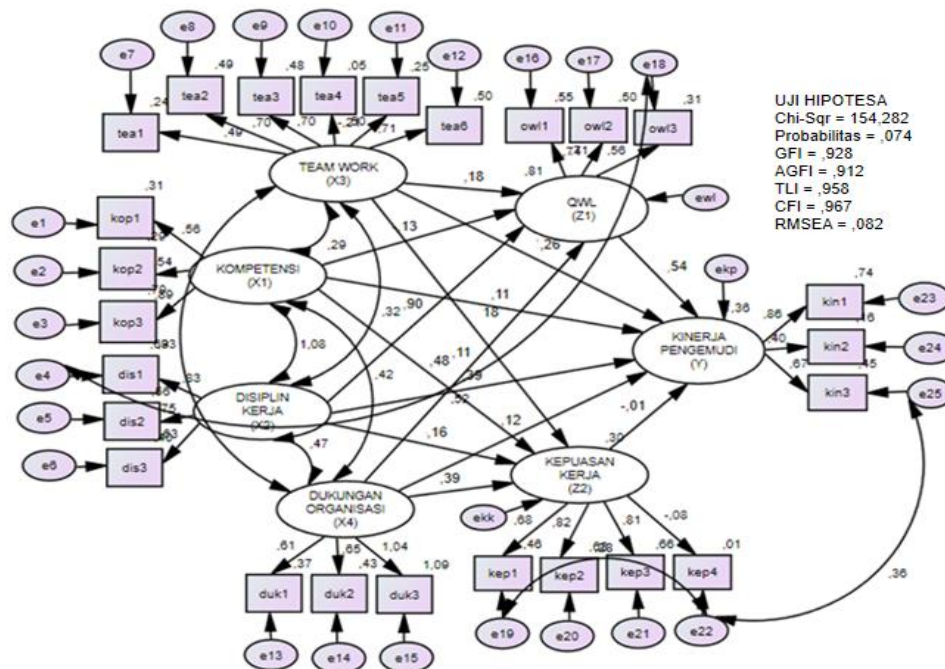 e8
e9
e10
e11
e7
,49
,48
,05
,25
e12
e16
e17
e18
tea2
tea3
tea4
tea5
,50
,55
,50
,31
,24
tea1
tea6
owl1
owl2
owl3
,49
,70
,70
,71
,56
UJI HIPOTESA
Chi-Sqr = 154,282
Probabilitas = ,074
GFI = ,928
AGFI = ,912
TLI = ,958
CFI = ,967
RMSEA = ,082
TEAM WORK
(X3)
,18
,81
QWL
(Z1)
ewl
,31
e1
kop1
,56
,13
,29
,26
e2
kop2
,54
KOMPETENSI
(X1)
,54
ekp
e3
kop3
,11
,36
,74
,32
,90
,18
kin1
e23
,86
,40
KINERJA
PENGEMUDI
(Y)
kin2
e24
,67
kin3
e25
e4
dis1
,83
1,08
,48
,11
,42
e5
dis2
DISIPLIN
KERJA
(X2)
,12
-,01
,30
,16
e6
dis3
,47
,39
KEPUASAN
KERJA
(Z2)
DUKUNGAN
ORGANISASI
(X4)
ekk
,68
,82
,81
-,08
,61
,65
1,04
,37
,43
1,09
,46
,66
,01
duk1
duk2
duk3
kep1
kep2
kep3
kep4
,36
e13
e14
e15
e19
e20
e21
e22